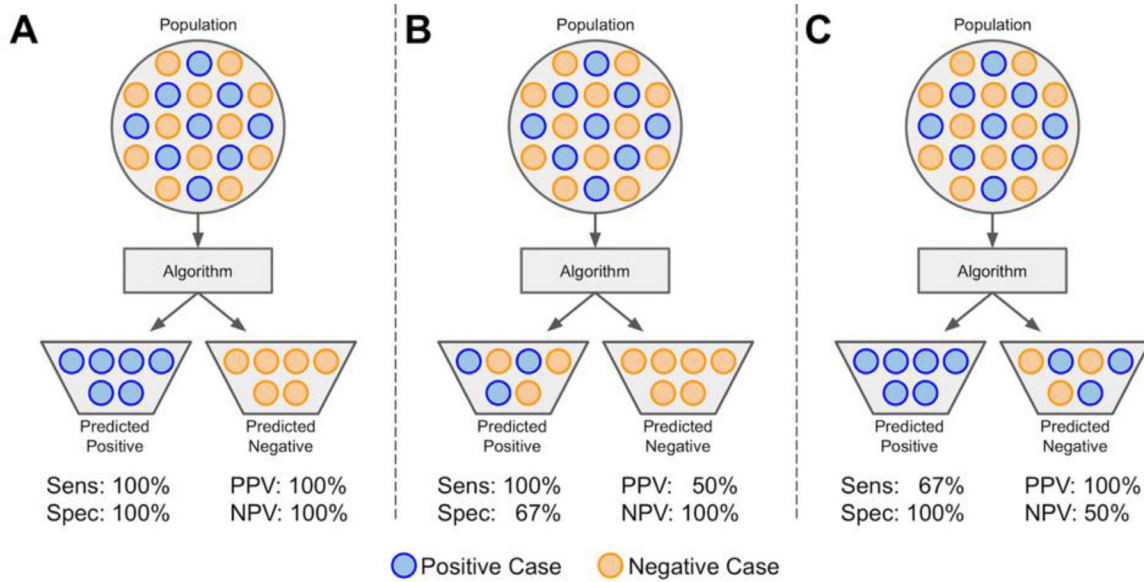 A
Population
Algorithm
Predicted
Positive
Predicted
Negative
Sens: 100%
Spec: 100%
PPV: 100%
NPV: 100%
B
Population
Algorithm
Predicted
Positive
Predicted
Negative
Sens: 100%
Spec: 67%
PPV: 50%
NPV: 100%
C
Population
Algorithm
Predicted
Positive
Predicted
Negative
Sens: 67%
Spec: 100%
PPV: 100%
NPV: 50%
Positive Case
Negative Case